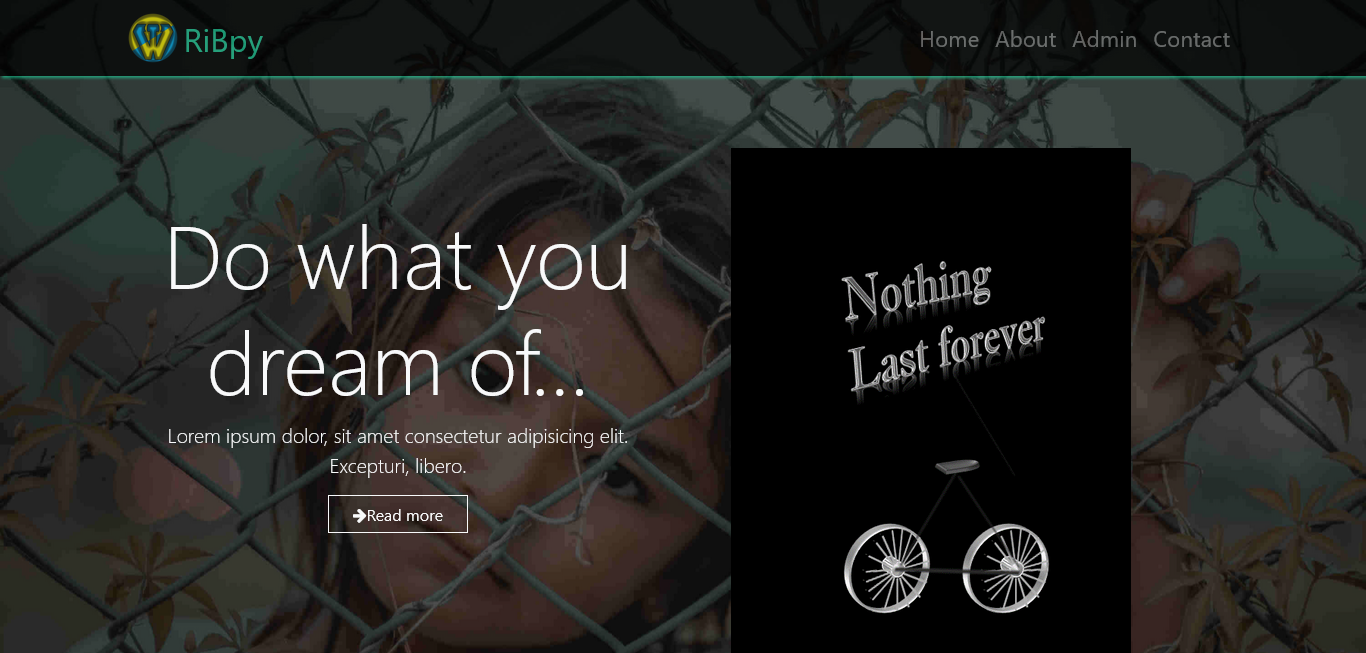 RiBpy
Home About Admin Contact
Do what you
dream of...
Lorem ipsum dolor, sit amet consectetur adipisicing elit.
Excepturi, libero.
Read more
Nothing
Last forever